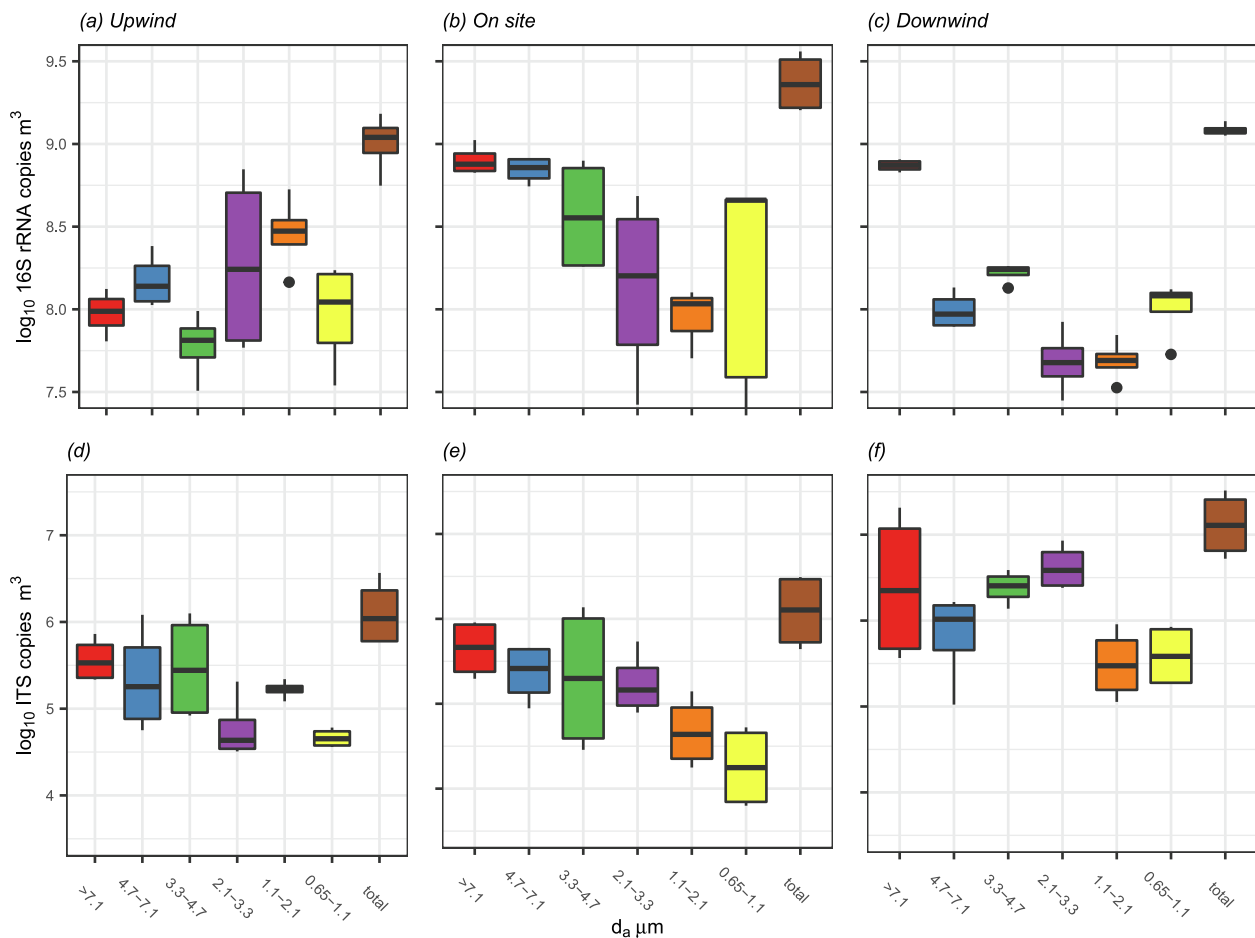 (a) Upwind
(b) On site
(c) Downwind
log10 16S rRNA copies m3
9.5
9.0
8.5
8.0
7.5
(d)
(e)
(f)
log10 ITS copies m3
7
6
5
4
>7.1
4.7–7.1
3.3–4.7
2.1–3.3
1.1–2.1
0.65–1.1
total
>7.1
4.7–7.1
3.3–4.7
2.1–3.3
1.1–2.1
0.65–1.1
total
>7.1
4.7–7.1
3.3–4.7
2.1–3.3
1.1–2.1
0.65–1.1
total
da μm